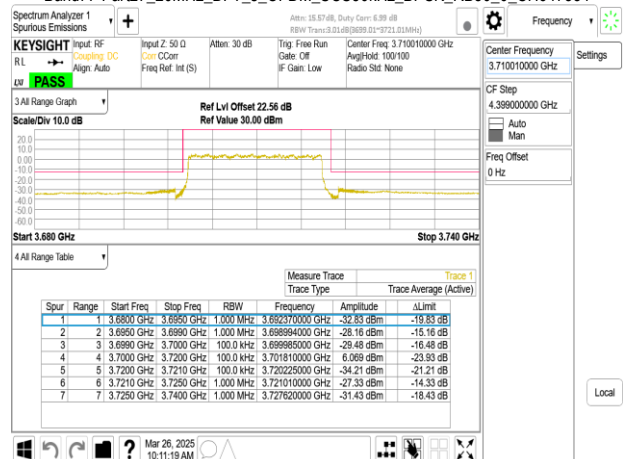 Spectrum Analyzer 1
Spurious Emissions
Attn: 15.67dB, Duty Corr: 6.99 dB
RBW Trans:3.01dB(3699.01~3721.01MHz)
Frequency
KEYSIGHT
Input: RF
Coupling: DC
Align: Auto
Input Z: 50 Ω
Corr CCorr
Freq Ref: Int (S)
Atten: 30 dB
Trig: Free Run
Gate: Off
IF Gain: Low
Center Freq: 3.710010000 GHz
Avg|Hold: 100/100
Radio Std: None
RL
LXI PASS
Center Frequency
3.710010000 GHz
Settings
CF Step
4.399000000 GHz
Auto
Man
Freq Offset
0 Hz
3 All Range Graph
Scale/Div 10.0 dB
Ref Lvl Offset 22.56 dB
Ref Value 30.00 dBm
20.0
10.0
0.00
-10.0
-20.0
-30.0
-40.0
-50.0
-60.0
Start 3.680 GHz
Stop 3.740 GHz
4 All Range Table
Measure Trace Trace 1
Trace Type Trace Average (Active)
Spur Range Start Freq Stop Freq RBW Frequency Amplitude ΔLimit
1 1 3.6800 GHz 3.6950 GHz 1.000 MHz 3.692370000 GHz -32.83 dBm -19.83 dB
2 2 3.6950 GHz 3.6990 GHz 1.000 MHz 3.698994000 GHz -28.16 dBm -15.16 dB
3 3 3.6990 GHz 3.7000 GHz 100.0 kHz 3.699985000 GHz -29.48 dBm -16.48 dB
4 4 3.7000 GHz 3.7200 GHz 100.0 kHz 3.701810000 GHz 6.069 dBm -23.93 dB
5 5 3.7200 GHz 3.7210 GHz 100.0 kHz 3.720225000 GHz -34.21 dBm -21.21 dB
6 6 3.7210 GHz 3.7250 GHz 1.000 MHz 3.721010000 GHz -27.33 dBm -14.33 dB
7 7 3.7250 GHz 3.7400 GHz 1.000 MHz 3.727620000 GHz -31.43 dBm -18.43 dB
Local
Mar 26, 2025
10:11:19 AM